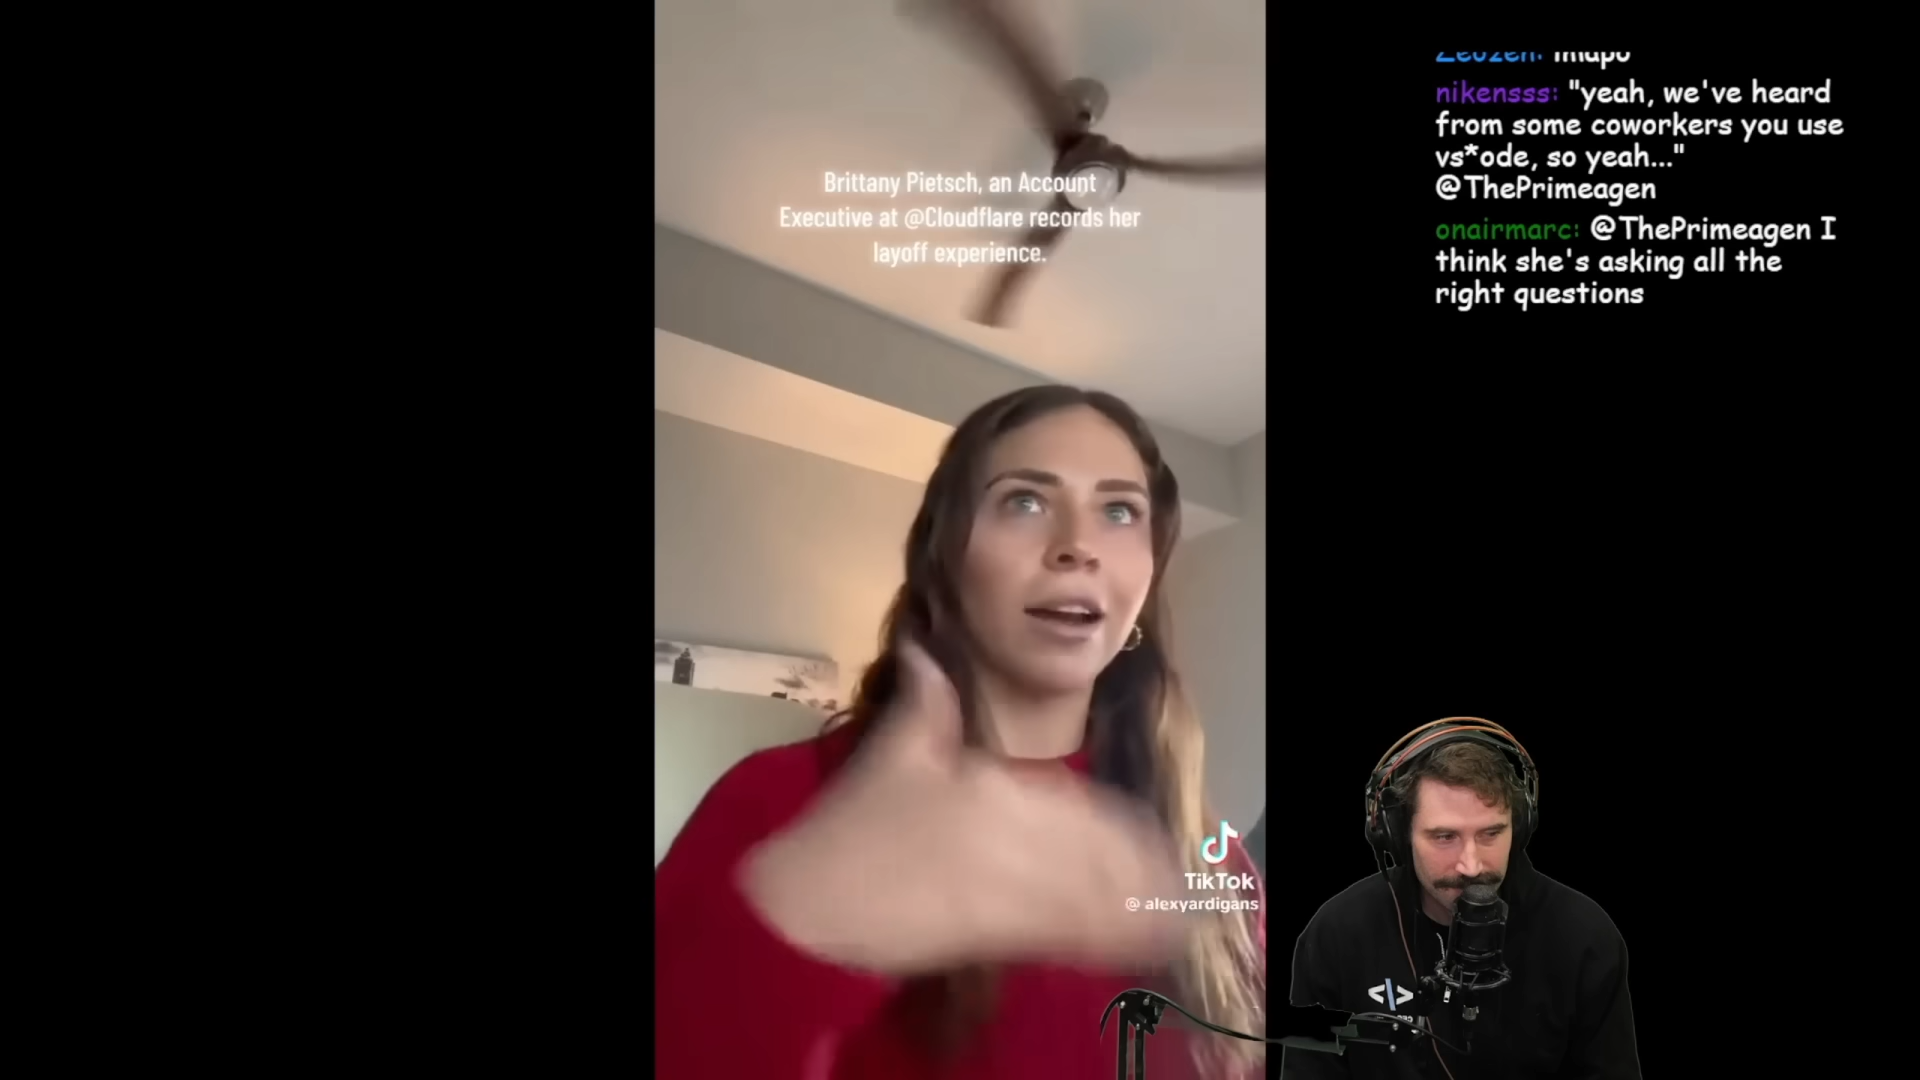 Brittany Pietsch, an Account
Executive at @Cloudflare records her
layoff experience.
TikTok
@ alexyardigans
nikensss: "yeah, we've heard
from some coworkers you use
vs*ode, so yeah..."
@ThePrimeagen
onairmarc: @ThePrimeagen I
think she's asking all the
right questions